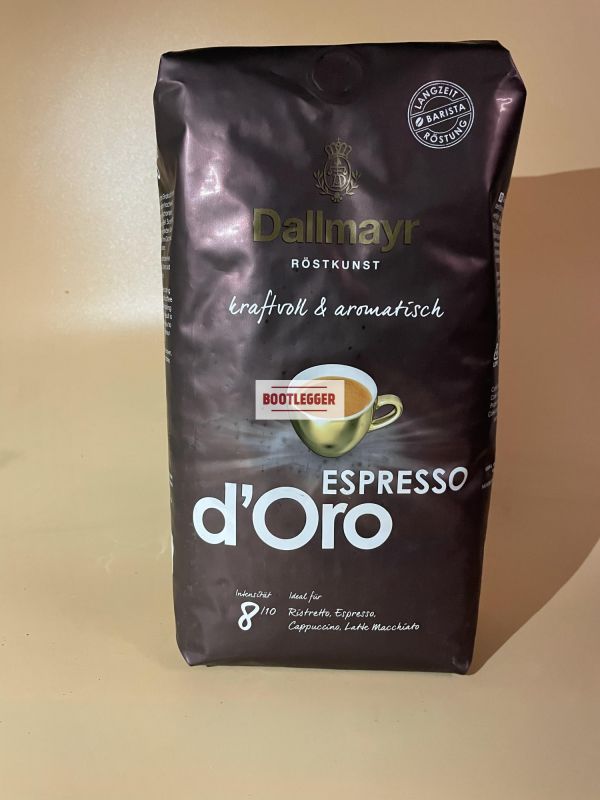 LANGZEIT
BARISTA
RÖSTUNG
Dallmayr
RÖSTKUNST
kraftvoll & aromatisch
BOOTLEGGER
ESPRESSO
d'Oro
Intensität
8/10
Ideal für
Ristretto, Espresso,
Cappuccino, Latte Macchiato